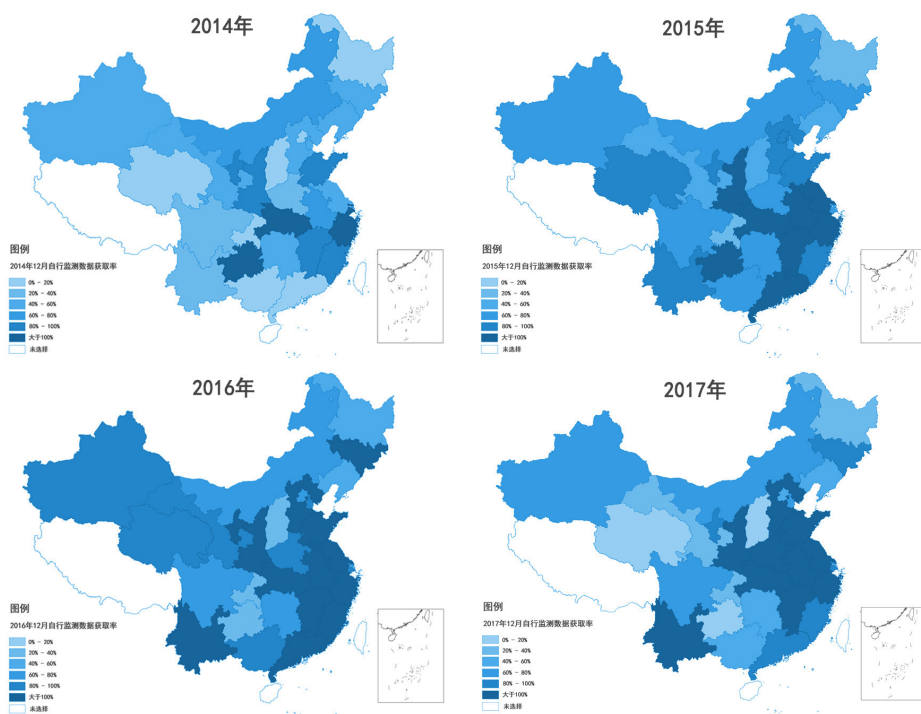 2014年
图例
2014年12月自行监测数据获取率
0% - 20%
20% - 40%
40% - 60%
60% - 80%
80% - 100%
大于100%
未选择
2015年
图例
2015年12月自行监测数据获取率
0% - 20%
20% - 40%
40% - 60%
60% - 80%
80% - 100%
大于100%
未选择
2016年
图例
2016年12月自行监测数据获取率
0% - 20%
20% - 40%
40% - 60%
60% - 80%
80% - 100%
大于100%
未选择
2017年
图例
2017年12月自行监测数据获取率
0% - 20%
20% - 40%
40% - 60%
60% - 80%
80% - 100%
大于100%
未选择